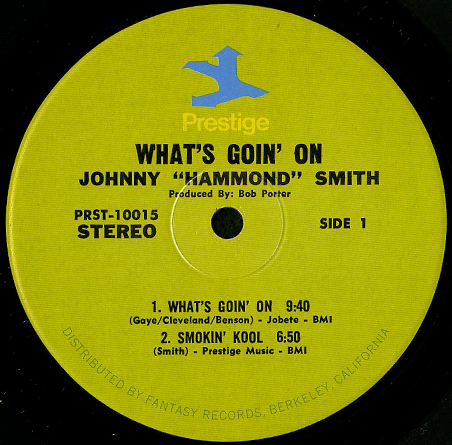 Prestige
WHAT'S GOIN' ON
JOHNNY "HAMMOND" SMITH
Produced By: Bob Porter
PRST-10015
STEREO
SIDE 1
1. WHAT'S GOIN' ON 9:40
(Gaye/Cleveland/Benson) - Jobete - BMI
2. SMOKIN' KOOL 6:50
(Smith) - Prestige Music - BMI
DISTRIBUTED BY FANTASY RECORDS, BERKELEY, CALIFORNIA